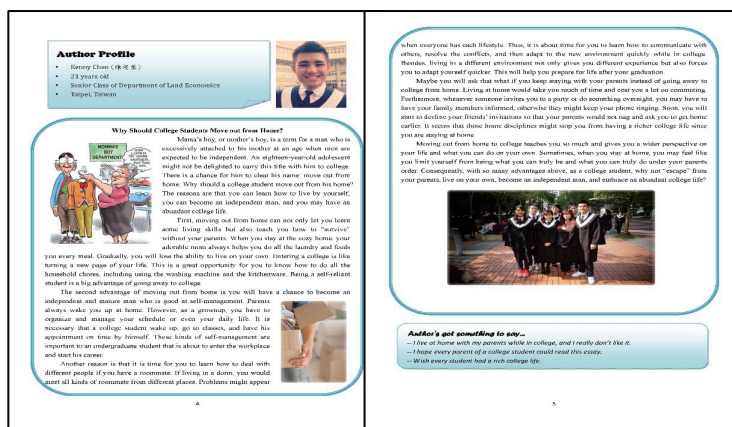 Author Profile
Kenny Chen
21 years old
Senior Class of Department of Land Economics
Taipei, Taiwan
Why Should College Students Move out from Home?
MOMMA'S
BOY
DEPARTMENT
Mama's boy, or mother's boy, is a term for a man who is
excessively attached to his mother at an age when men are
expected to be independent. An eighteen-year-old adolescent
might not be delighted to carry this title with him to college.
There is a chance for him to clear his name: move out from
home. Why should a college student move out from his home?
The reasons are that you can learn how to live by yourself,
you can become an independent man, and you may have an
abundant college life.
First, moving out from home can not only let you learn
some living skills but also teach you how to "survive"
without your parents. When you stay at the cozy home, your
adorable mom always helps you do all the laundry and feeds
you every meal. Gradually, you will lose the ability to live on your own. Entering a college is like
turning a new page of your life. This is a great opportunity for you to know how to do all the
household chores, including using the washing machine and the kitchenware. Being a self-reliant
student is a big advantage of going away to college
The second advantage of moving out from home is you will have a chance to become an
independent and mature man who is good at self-management. Parents
always wake you up at home. However, as a grownup, you have to
organize and manage your schedule or even your daily life. It is
necessary that a college student wake up, go to classes, and have his
appointment on time by himself. These kinds of self-management are
important to an undergraduate student that is about to enter the workplace
and start his career.
Another reason is that it is time for you to learn how to deal with
different people if you have a roommate. If living in a dorm, you would
meet all kinds of roommate from different places. Problems might appear
4
when everyone has each lifestyle. Thus, it is about time for you to learn how to communicate with
others, resolve the conflicts, and then adapt to the new environment quickly while in college.
Besides, living in a different environment not only gives you different experience but also forces
you to adapt yourself quicker. This will help you prepare for life after your graduation.
Maybe you will ask that what if you keep staying with your parents instead of going away to
college from home. Living at home would take you much of time and cost you a lot on commuting.
Furthermore, whenever someone invites you to a party or do something overnight, you may have to
have your family members informed, otherwise they might keep your phone ringing. Soon, you will
start to decline your friends' invitations so that your parents would not nag and ask you to get home
earlier. It seems that those home disciplines might stop you from having a richer college life since
you are staying at home.
Moving out from home to college teaches you so much and gives you a wider perspective on
your life and what you can do on your own. Sometimes, when you stay at home, you may feel like
you limit yourself from being what you can truly be and what you can truly do under your parents
order. Consequently, with so many advantages above, as a college student, why not "escape" from
your parents, live on your own, become an independent man, and embrace an abundant college life?
Author's got something to say...
-- I live at home with my parents while in college, and I really don't like it.
-- I hope every parent of a college student could read this essay.
-- Wish every student had a rich college life.
5